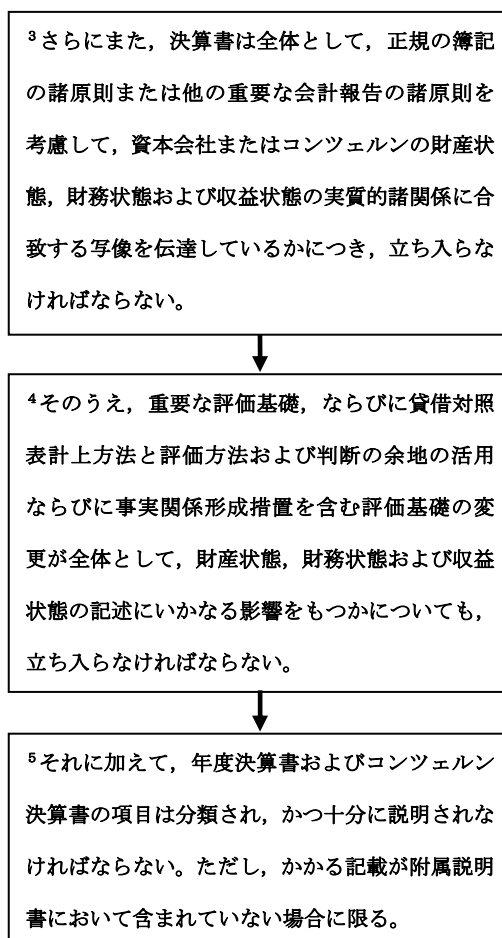 ³さらにまた，決算書は全体として，正規の簿記
の諸原則または他の重要な会計報告の諸原則を
考慮して，資本会社またはコンツェルンの財産状
態，財務状態および収益状態の実質的諸関係に合
致する写像を伝達しているかにつき，立ち入らな
ければならない。
⁴そのうえ，重要な評価基礎，ならびに貸借対照
表計上方法と評価方法および判断の余地の活用
ならびに事実関係形成措置を含む評価基礎の変
更が全体として，財産状態，財務状態および収益
状態の記述にいかなる影響をもつかについても，
立ち入らなければならない。
⁵それに加えて，年度決算書およびコンツェルン
決算書の項目は分類され，かつ十分に説明されな
ければならない。ただし，かかる記載が附属説明
書において含まれていない場合に限る。